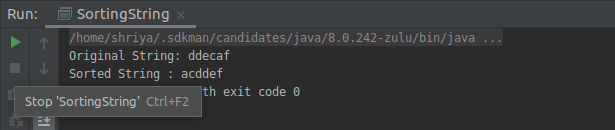 Run: SortingString
/home/shriya/.sdkman/candidates/java/8.0.242-zulu/bin/java ...
Original String: ddecaf
Sorted String : acddef
Stop 'SortingString' Ctrl+F2
th exit code 0